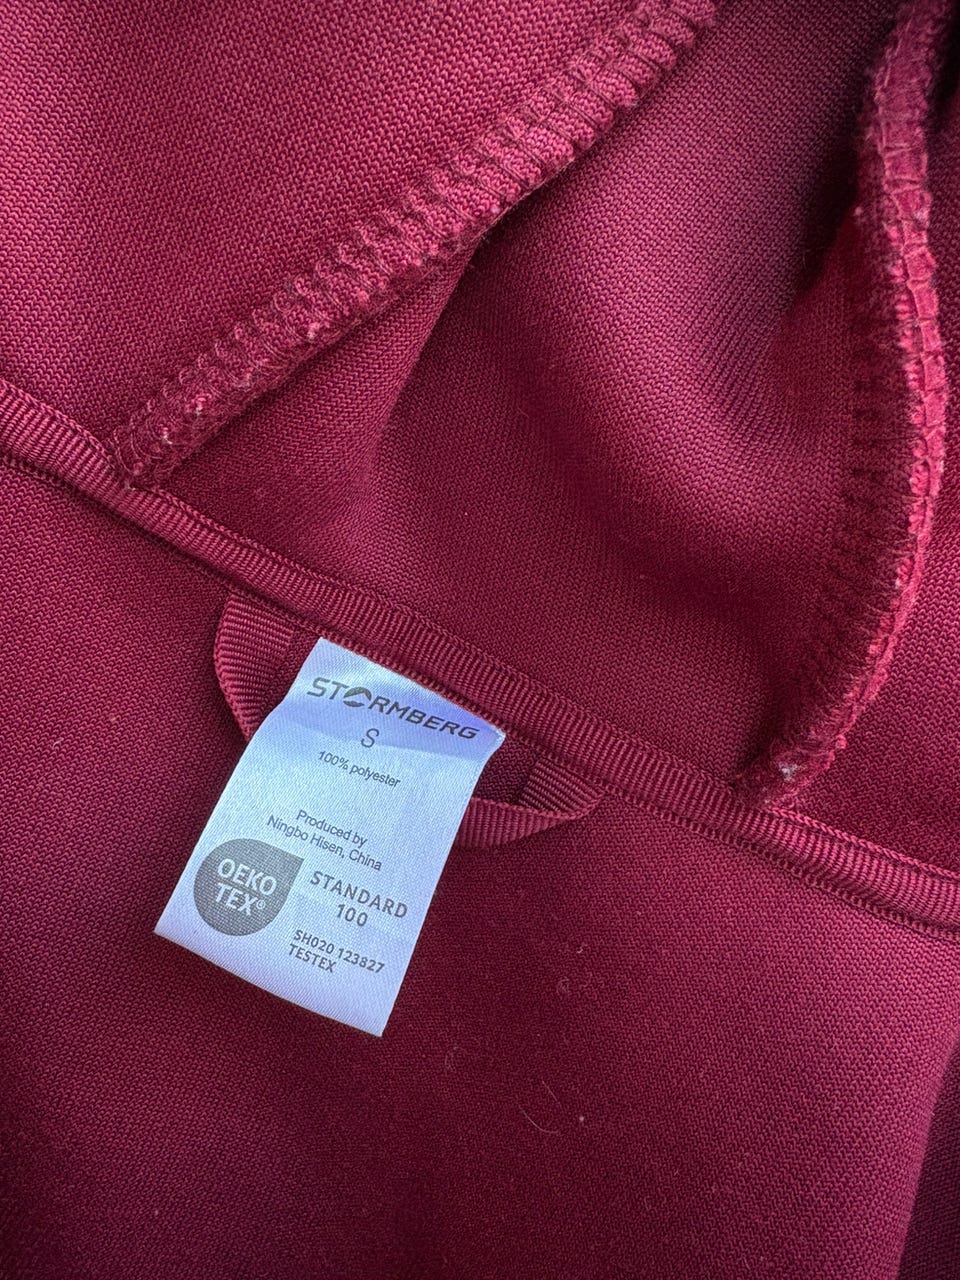 STORMBERG
S
100% polyester
Produced by
Ningbo Hisen, China
OEKO
TEX®
STANDARD
100
SH020 123827
TESTEX